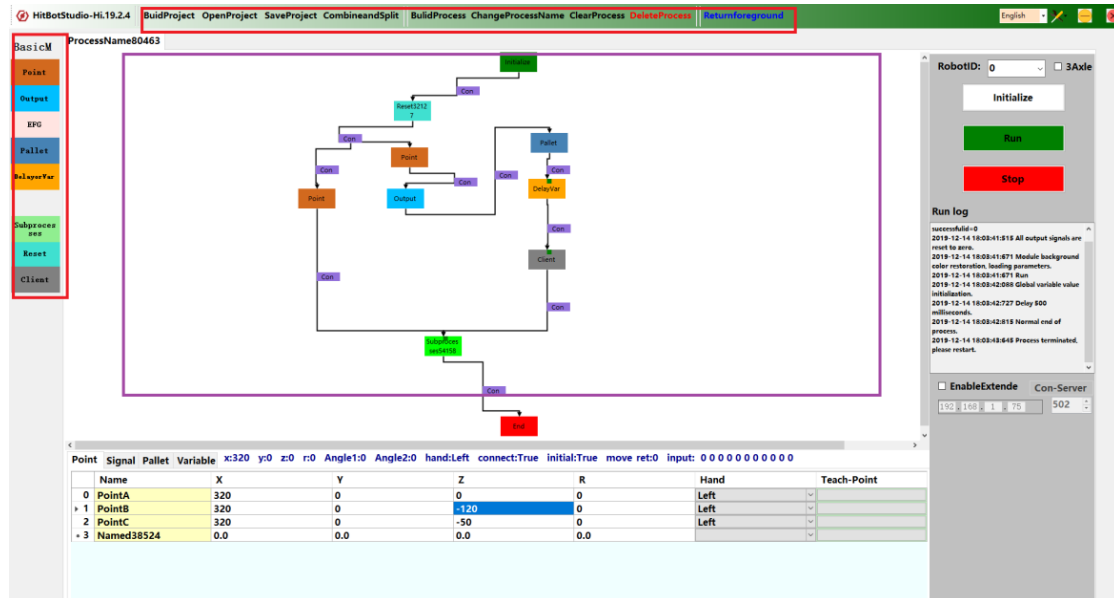 HitBotStudio-Hi.19.2.4 BuidProject OpenProject SaveProject CombineandSplit BulidProcess ChangeProcessName ClearProcess DeleteProcess Returnforeground English
BasicM
Point
Output
EFG
Pallet
DelayerVar
Subproces
ses
Reset
Client
ProcessName80463
Initialize
Con
Reset3212
7
Con
Point
Con
Con
Point
Output
Con
Pallet
Con
DelayVar
Con
Client
Con
Con
Subproces
ses54158
Con
End
RobotID: 0 3Axle
Initialize
Run
Stop
Run log
successfulid=0
2019-12-14 18:03:41:515 All output signals are
reset to zero.
2019-12-14 18:03:41:671 Module background
color restoration, loading parameters.
2019-12-14 18:03:41:671 Run
2019-12-14 18:03:42:088 Global variable value
initialization.
2019-12-14 18:03:42:727 Delay 500
milliseconds.
2019-12-14 18:03:42:815 Normal end of
process.
2019-12-14 18:03:43:645 Process terminated,
please restart.
EnableExtende Con-Server
192.168.1.75 502
Point Signal Pallet Variable x:320 y:0 z:0 r:0 Angle1:0 Angle2:0 hand:Left connect:True initial:True move ret:0 input: 0 0 0 0 0 0 0 0 0 0 0
Name X Y Z R Hand Teach-Point
0 PointA 320 0 0 0 Left
1 PointB 320 0 -120 0 Left
2 PointC 320 0 -50 0 Left
3 Named38524 0.0 0.0 0.0 0.0